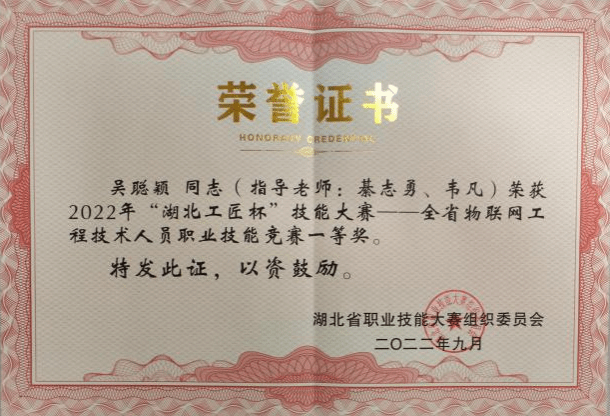 荣誉证书
HONORARY CREDENTIAL
吴聪颖 同志（指导老师：綦志勇、韦凡）荣获
2022年“湖北工匠杯”技能大赛——全省物联网工
程技术人员职业技能竞赛一等奖。
特发此证，以资鼓励。
湖北省职业技能大赛组织委员会
二〇二二年九月